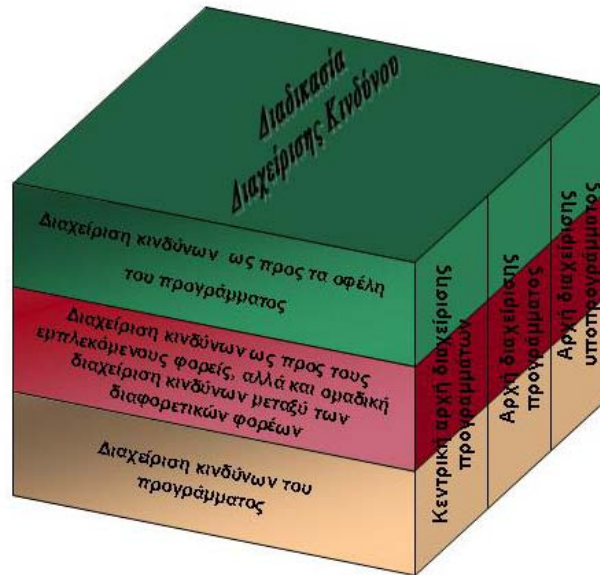 Διαδικασία
Διαχείρισης Κινδύνου
Διαχείριση κινδύνων ως προς τα οφέλη
του προγράμματος
Διαχείριση κινδύνων ως προς τους
εμπλεκόμενους φορείς, αλλά και ομαδική
διαχείριση κινδύνων μεταξύ των
διαφορετικών φορέων
Διαχείριση κινδύνων του
προγράμματος
Κεντρική αρχή διαχείρισης
προγραμμάτων
Αρχή διαχείρισης
προγράμματος
Αρχή διαχείρισης
υποπρογράμματος